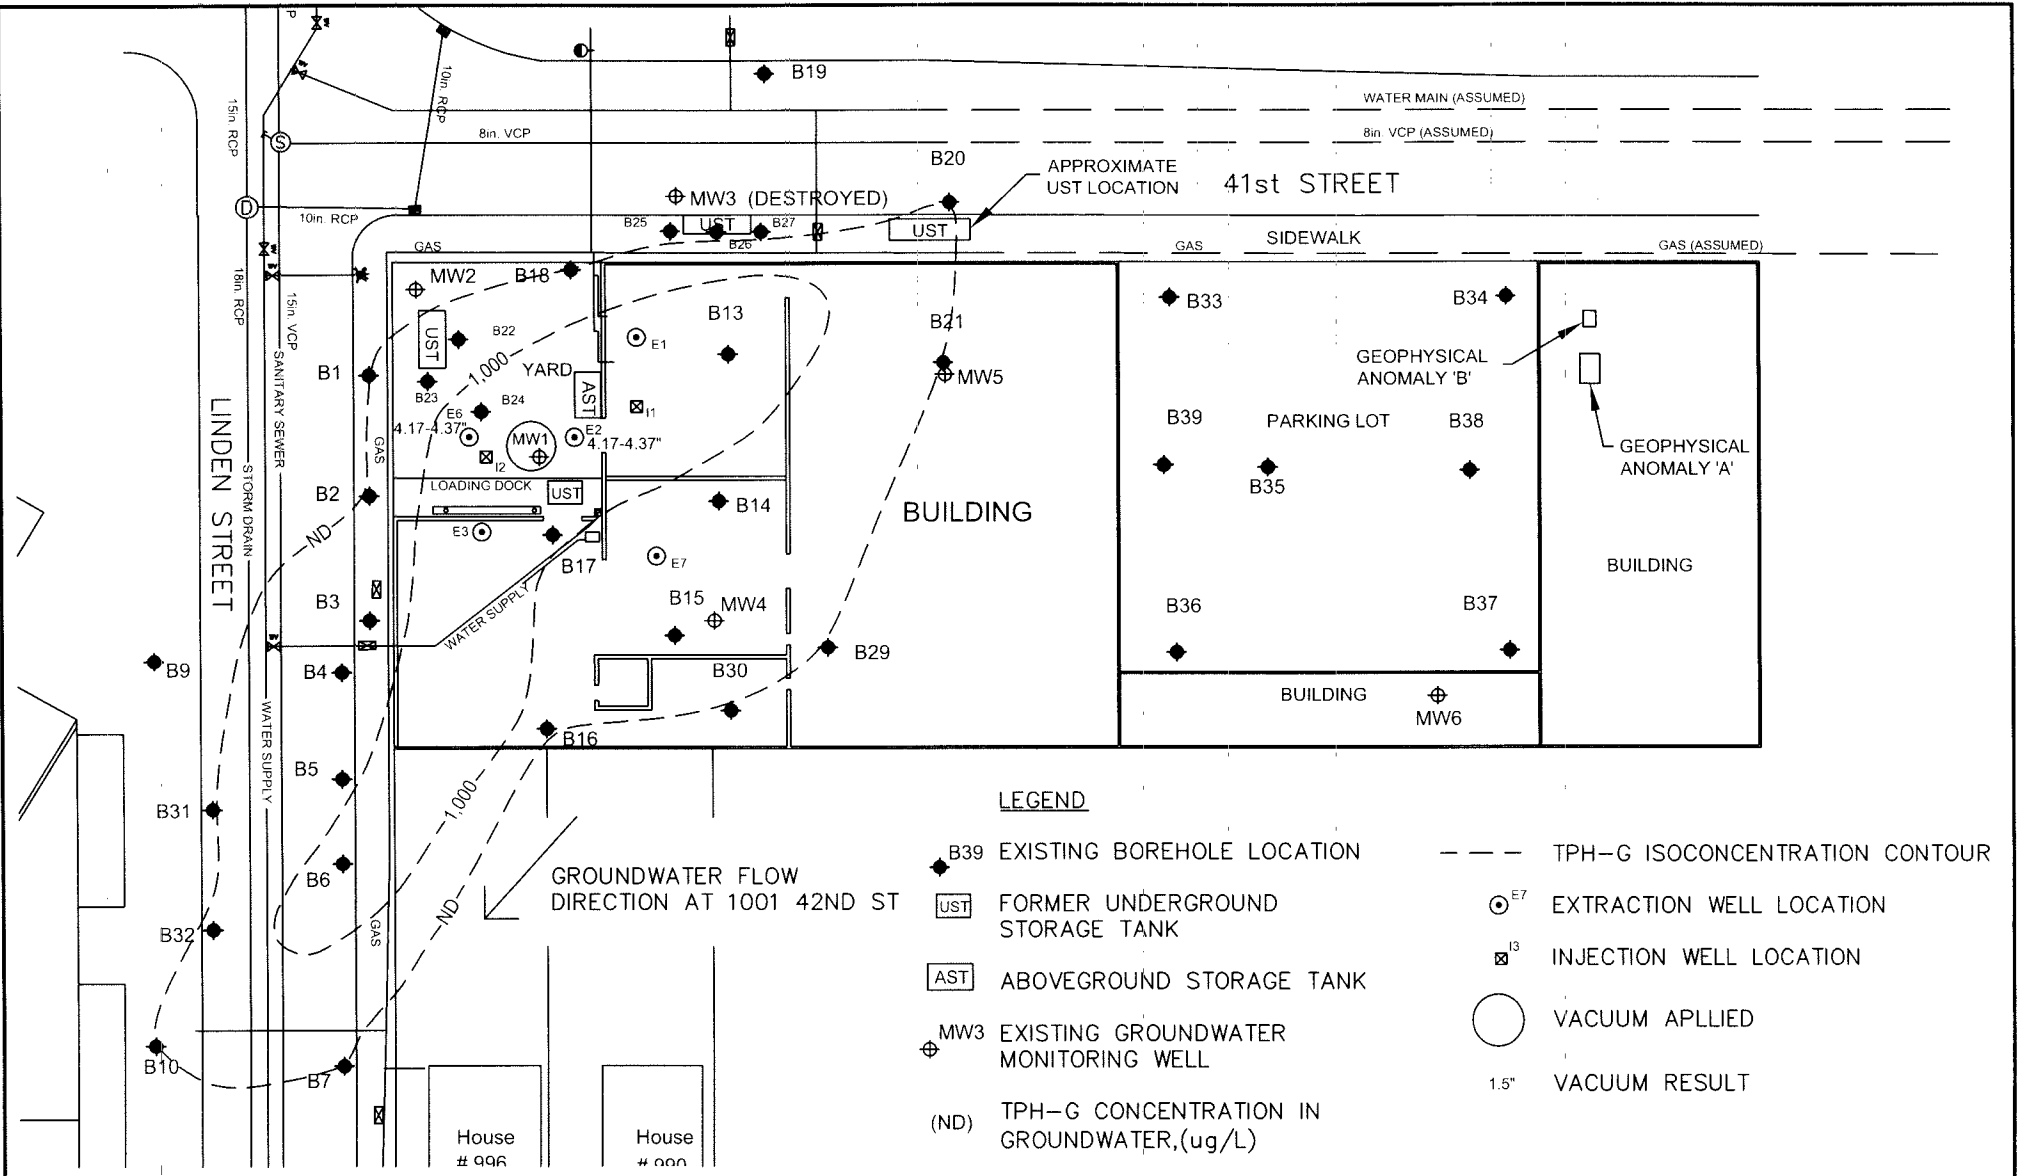 P
B19
10in. RCP
15in. RCP
WATER MAIN (ASSUMED)
S
8in. VCP
8in. VCP (ASSUMED)
B20
APPROXIMATE
UST LOCATION
41st STREET
MW3 (DESTROYED)
D
10in. RCP
B25
UST
B27
B26
UST
GAS
GAS
SIDEWALK
GAS (ASSUMED)
MW2
B18
18in. RCP
15in. VCP
B33
B34
B13
UST
B22
E1
B21
1,000
YARD
SANITARY SEWER
GEOPHYSICAL
ANOMALY 'B'
B1
MW5
B23
AST
B24
I1
E6
4.17-4.37"
MW1
E2
4.17-4.37"
B39
PARKING LOT
B38
GAS
I2
GEOPHYSICAL
ANOMALY 'A'
LINDEN STREET
STORM DRAIN
LOADING DOCK
UST
B2
B14
B35
BUILDING
ND
E3
B17
E7
BUILDING
B3
WATER SUPPLY
B15
MW4
B36
B37
B9
B4
B29
B30
BUILDING
MW6
WATER SUPPLY
B16
B5
B31
1,000
B6
B32
GAS
ND
GROUNDWATER FLOW
DIRECTION AT 1001 42ND ST
B10
B7
House
# 996
House
# 990
LEGEND
B39 EXISTING BOREHOLE LOCATION
UST FORMER UNDERGROUND
STORAGE TANK
AST ABOVEGROUND STORAGE TANK
MW3 EXISTING GROUNDWATER
MONITORING WELL
(ND) TPH-G CONCENTRATION IN
GROUNDWATER,(ug/L)
TPH-G ISOCONCENTRATION CONTOUR
E7 EXTRACTION WELL LOCATION
I3 INJECTION WELL LOCATION
VACUUM APLLIED
1.5" VACUUM RESULT